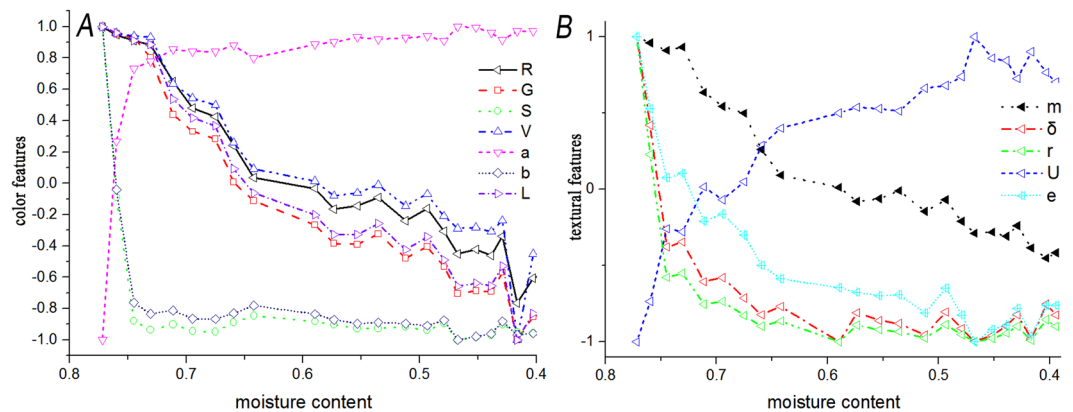 A
1.0
0.8
0.6
0.4
0.2
0.0
-0.2
-0.4
-0.6
-0.8
-1.0
color features
R
G
S
V
a
b
L
0.8
0.7
0.6
0.5
0.4
moisture content
B
1
0
-1
textural features
m
δ
r
U
e
0.8
0.7
0.6
0.5
0.4
moisture content